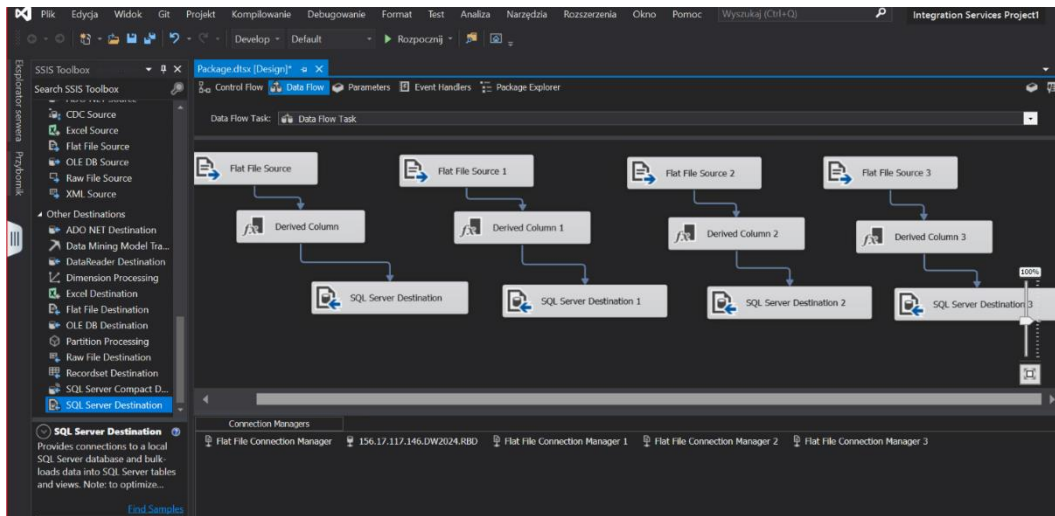 Plik Edycja Widok Git Projekt Kompilowanie Debugowanie Format Test Analiza Narzędzia Rozszerzenia Okno Pomoc Wyszukaj (Ctrl+Q) Integration Services Project1
Develop Default Rozpocznij
Eksplorator serwera
Przybornik
SSIS Toolbox
Search SSIS Toolbox
CDC Source
Excel Source
Flat File Source
OLE DB Source
Raw File Source
XML Source
Other Destinations
ADO NET Destination
Data Mining Model Tra...
DataReader Destination
Dimension Processing
Excel Destination
Flat File Destination
OLE DB Destination
Partition Processing
Raw File Destination
Recordset Destination
SQL Server Compact D...
SQL Server Destination
SQL Server Destination
Provides connections to a local
SQL Server database and bulk-
loads data into SQL Server tables
and views. Note: to optimize...
Find Samples
Package.dtsx [Design]*
Control Flow Data Flow Parameters Event Handlers Package Explorer
Data Flow Task: Data Flow Task
Flat File Source Flat File Source 1 Flat File Source 2 Flat File Source 3
Derived Column Derived Column 1 Derived Column 2 Derived Column 3
100%
SQL Server Destination SQL Server Destination 1 SQL Server Destination 2 SQL Server Destination 3
Connection Managers
Flat File Connection Manager 156.17.117.146.DW2024.RBD Flat File Connection Manager 1 Flat File Connection Manager 2 Flat File Connection Manager 3